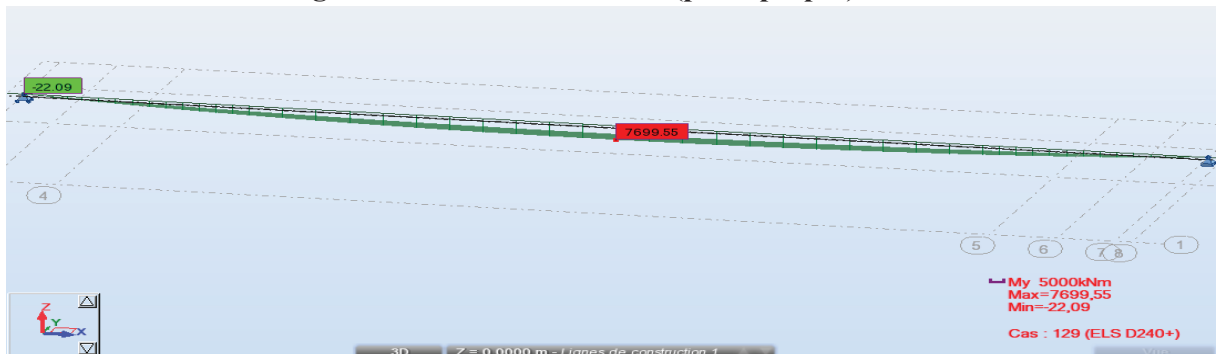 -22.09
7699.55
4
5
6
7
8
1
My 5000kNm
Max=7699,55
Min=-22,09
Cas : 129 (ELS D240+)
Z
Y
X
3D
Z = 0.0000 m - Lignes de construction 1